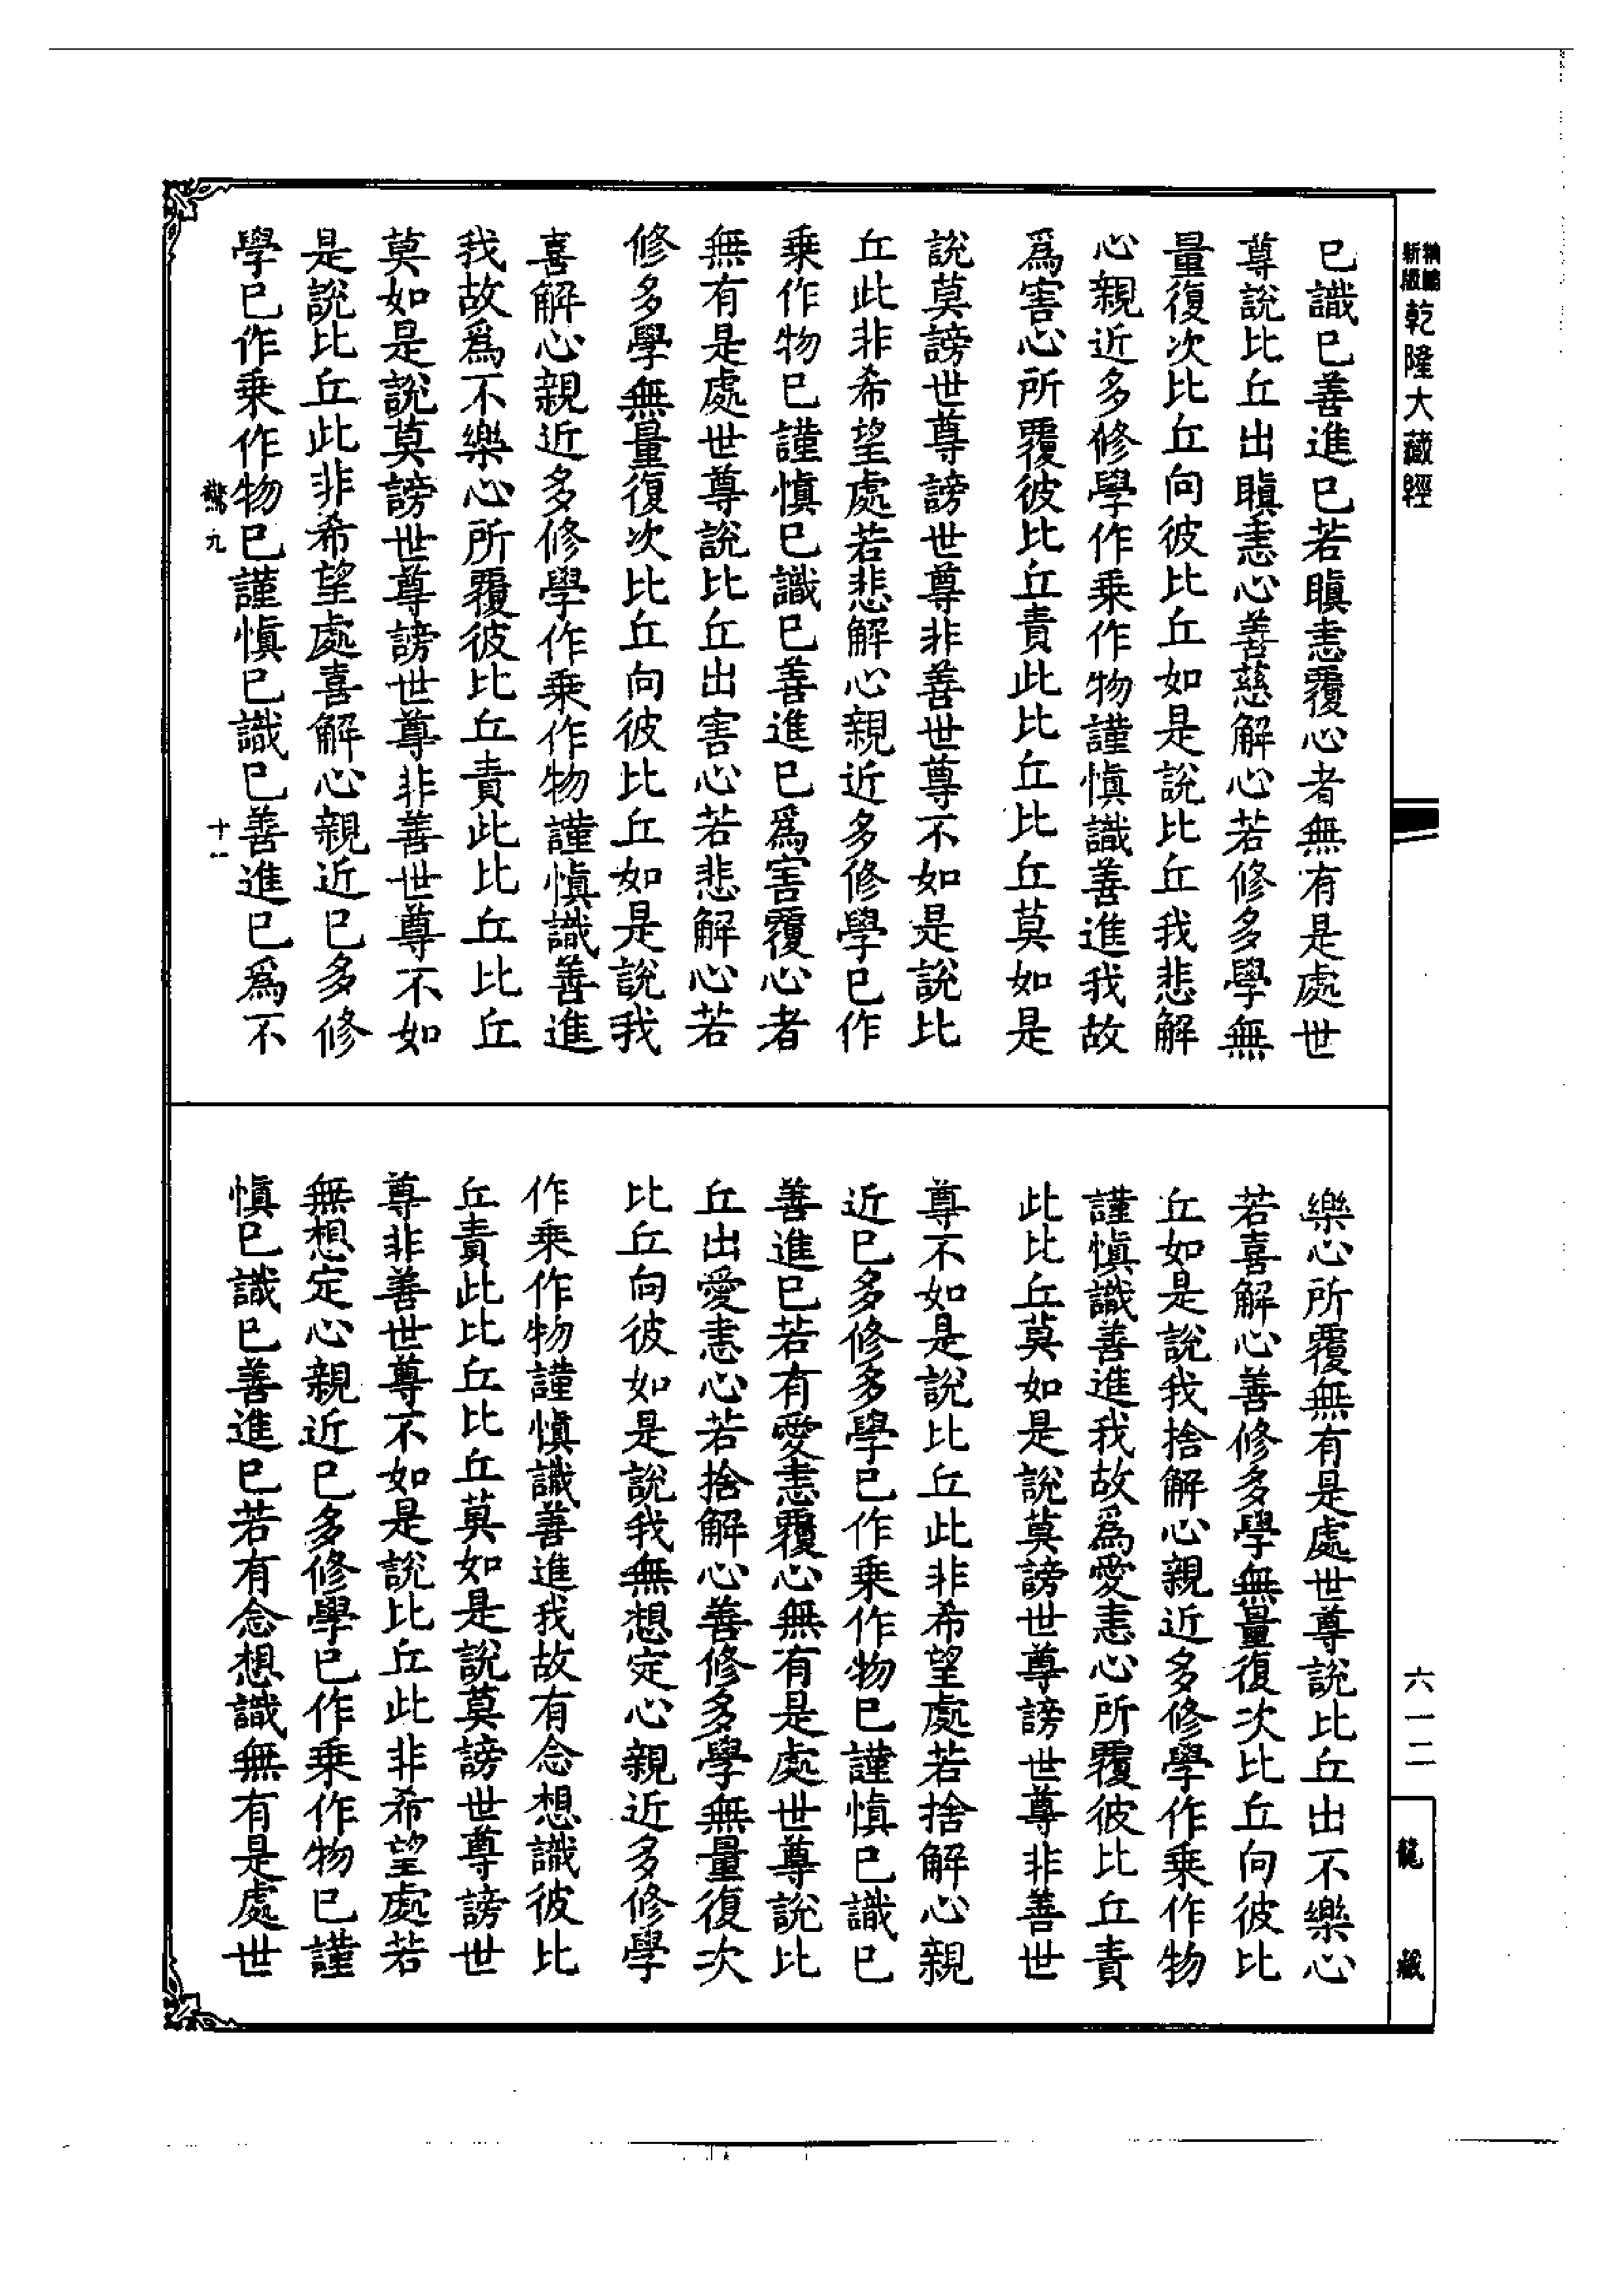 精縮新版乾隆大藏經
已識已善進已若瞋恚覆心者無有是處世
尊說比丘出瞋恚心善慈解心若修多學無
量復次比丘向彼比丘如是說比丘我悲解
心親近多修學作乘作物謹慎識善進我故
爲害心所覆彼比丘責此比丘比丘莫如是
說莫謗世尊謗世尊非善世尊不如是說比
丘此非希望處若悲解心親近多修學已作
乘作物已謹慎已識已善進已爲害覆心者
無有是處世尊說比丘出害心若悲解心若
修多學無量復次比丘向彼比丘如是說我
喜解心親近多修學作乘作物謹慎識善進
我故爲不樂心所覆彼比丘責此比丘比丘
莫如是說莫謗世尊謗世尊非善世尊不如
是說比丘此非希望處喜解心親近已多修
學已作乘作物已謹慎已識已善進已爲不
驚九
十一
樂心所覆無有是處世尊說比丘出不樂心
若喜解心善修多學無量復次比丘向彼比
丘如是說我捨解心親近多修學作乘作物
謹慎識善進我故爲愛恚心所覆彼比丘責
此比丘莫如是說莫謗世尊謗世尊非善世
尊不如是說比丘此非希望處若捨解心親
近已多修多學已作乘作物已謹慎已識已
善進已若有愛恚覆心無有是處世尊說比
丘出愛恚心若捨解心善修多學無量復次
比丘向彼如是說我無想定心親近多修學
作乘作物謹慎識善進我故有念想識彼比
丘責此比丘比丘莫如是說莫謗世尊謗世
尊非善世尊不如是說比丘此非希望處若
無想定心親近已多修學已作乘作物已謹
慎已識已善進已若有念想識無有是處世
六一二
龍藏